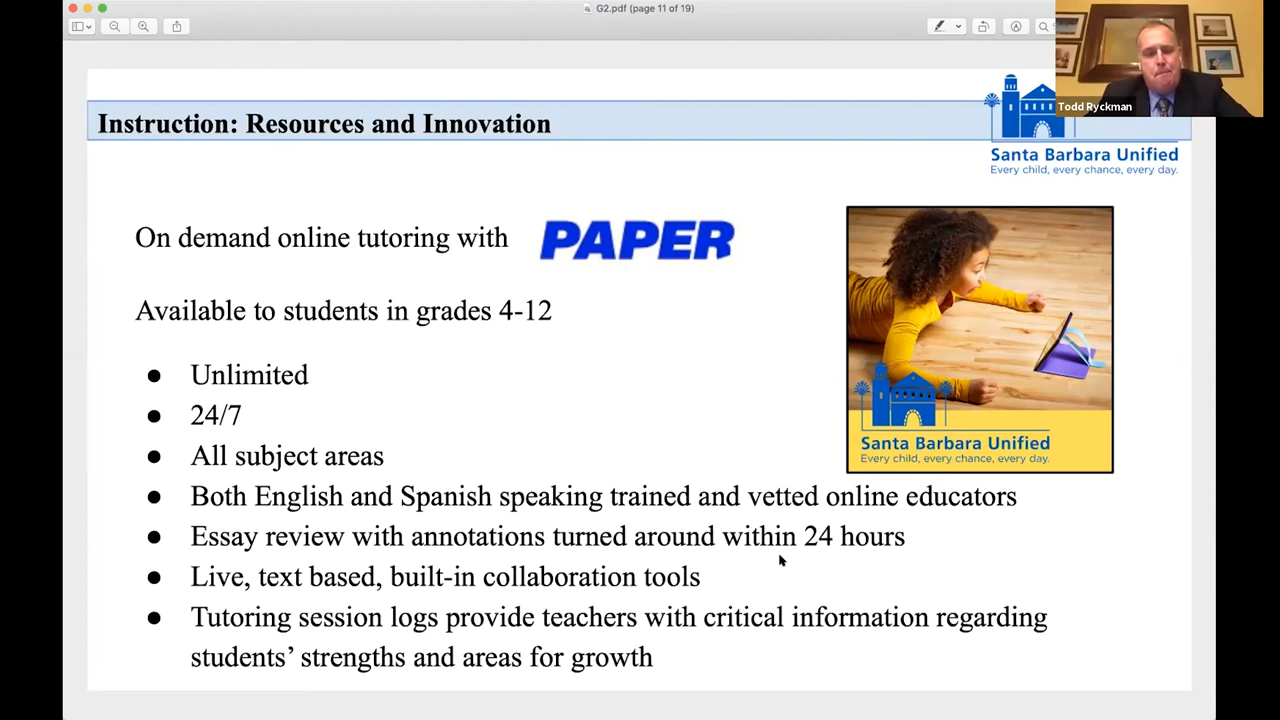 G2.pdf (page 11 of 19)
Todd Ryckman
Instruction: Resources and Innovation
Santa Barbara Unified
Every child, every chance, every day.
On demand online tutoring with PAPER
Available to students in grades 4-12
● Unlimited
● 24/7
● All subject areas
● Both English and Spanish speaking trained and vetted online educators
● Essay review with annotations turned around within 24 hours
● Live, text based, built-in collaboration tools
● Tutoring session logs provide teachers with critical information regarding
students’ strengths and areas for growth
Santa Barbara Unified
Every child, every chance, every day.